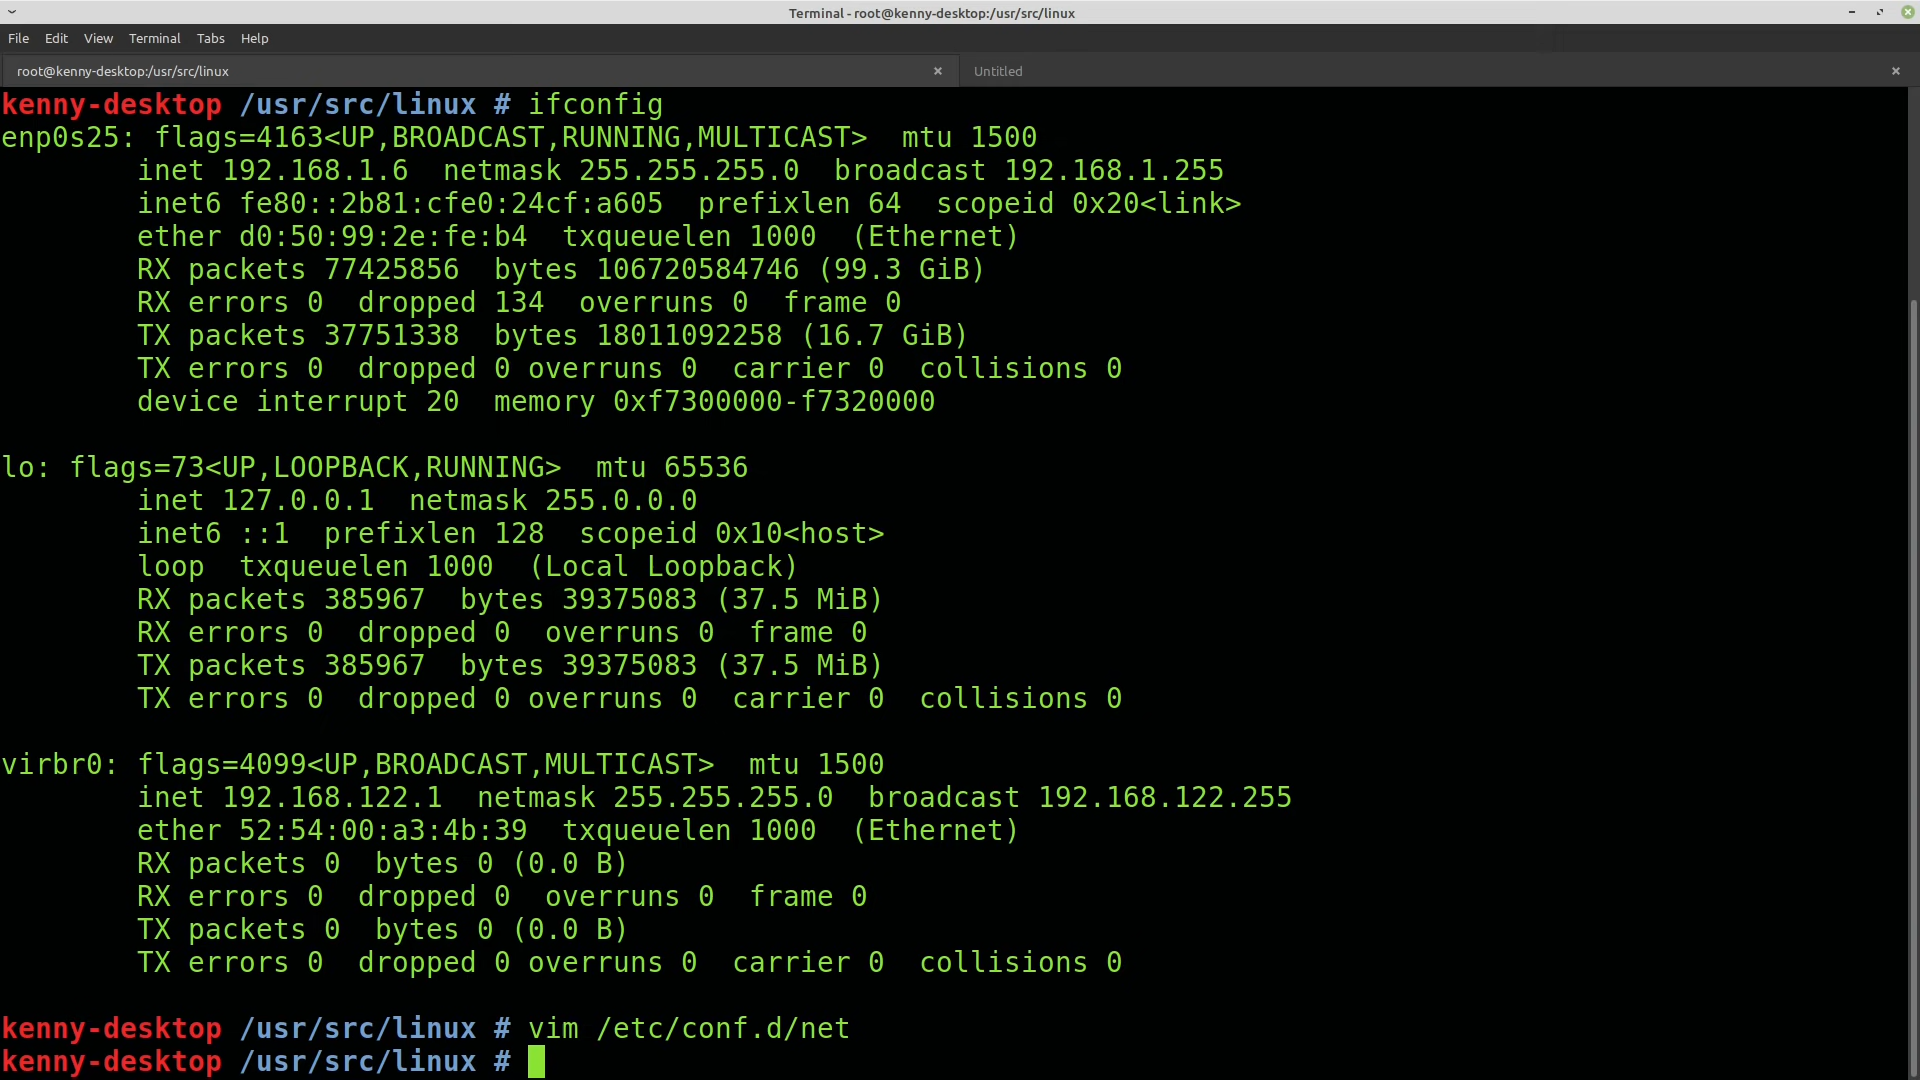 Terminal - root@kenny-desktop:/usr/src/linux
File Edit View Terminal Tabs Help
root@kenny-desktop:/usr/src/linux Untitled
kenny-desktop /usr/src/linux # ifconfig
enp0s25: flags=4163<UP,BROADCAST,RUNNING,MULTICAST>  mtu 1500
        inet 192.168.1.6  netmask 255.255.255.0  broadcast 192.168.1.255
        inet6 fe80::2b81:cfe0:24cf:a605  prefixlen 64  scopeid 0x20<link>
        ether d0:50:99:2e:fe:b4  txqueuelen 1000  (Ethernet)
        RX packets 77425856  bytes 106720584746 (99.3 GiB)
        RX errors 0  dropped 134  overruns 0  frame 0
        TX packets 37751338  bytes 18011092258 (16.7 GiB)
        TX errors 0  dropped 0 overruns 0  carrier 0  collisions 0
        device interrupt 20  memory 0xf7300000-f7320000

lo: flags=73<UP,LOOPBACK,RUNNING>  mtu 65536
        inet 127.0.0.1  netmask 255.0.0.0
        inet6 ::1  prefixlen 128  scopeid 0x10<host>
        loop  txqueuelen 1000  (Local Loopback)
        RX packets 385967  bytes 39375083 (37.5 MiB)
        RX errors 0  dropped 0  overruns 0  frame 0
        TX packets 385967  bytes 39375083 (37.5 MiB)
        TX errors 0  dropped 0 overruns 0  carrier 0  collisions 0

virbr0: flags=4099<UP,BROADCAST,MULTICAST>  mtu 1500
        inet 192.168.122.1  netmask 255.255.255.0  broadcast 192.168.122.255
        ether 52:54:00:a3:4b:39  txqueuelen 1000  (Ethernet)
        RX packets 0  bytes 0 (0.0 B)
        RX errors 0  dropped 0  overruns 0  frame 0
        TX packets 0  bytes 0 (0.0 B)
        TX errors 0  dropped 0 overruns 0  carrier 0  collisions 0

kenny-desktop /usr/src/linux # vim /etc/conf.d/net
kenny-desktop /usr/src/linux #